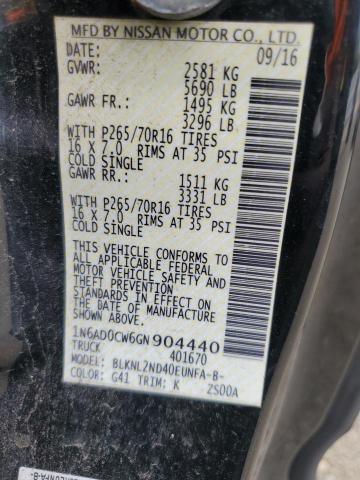 MFD BY NISSAN MOTOR CO., LTD.
DATE: 09/16
GVWR: 2581 KG
5690 LB
GAWR FR.: 1495 KG
3296 LB
WITH P265/70R16 TIRES
16 X 7.0 RIMS AT 35 PSI
COLD SINGLE
GAWR RR.: 1511 KG
3331 LB
WITH P265/70R16 TIRES
16 X 7.0 RIMS AT 35 PSI
COLD SINGLE
THIS VEHICLE CONFORMS TO
ALL APPLICABLE FEDERAL
MOTOR VEHICLE SAFETY AND
THEFT PREVENTION
STANDARDS IN EFFECT ON
THE DATE OF MANUFACTURE
SHOWN ABOVE.
1N6AD0CW6GN904440
TRUCK 401670
MODEL: BLKNL2ND40EUNFA-B-
COLOR: G41 TRIM: K ZS00A